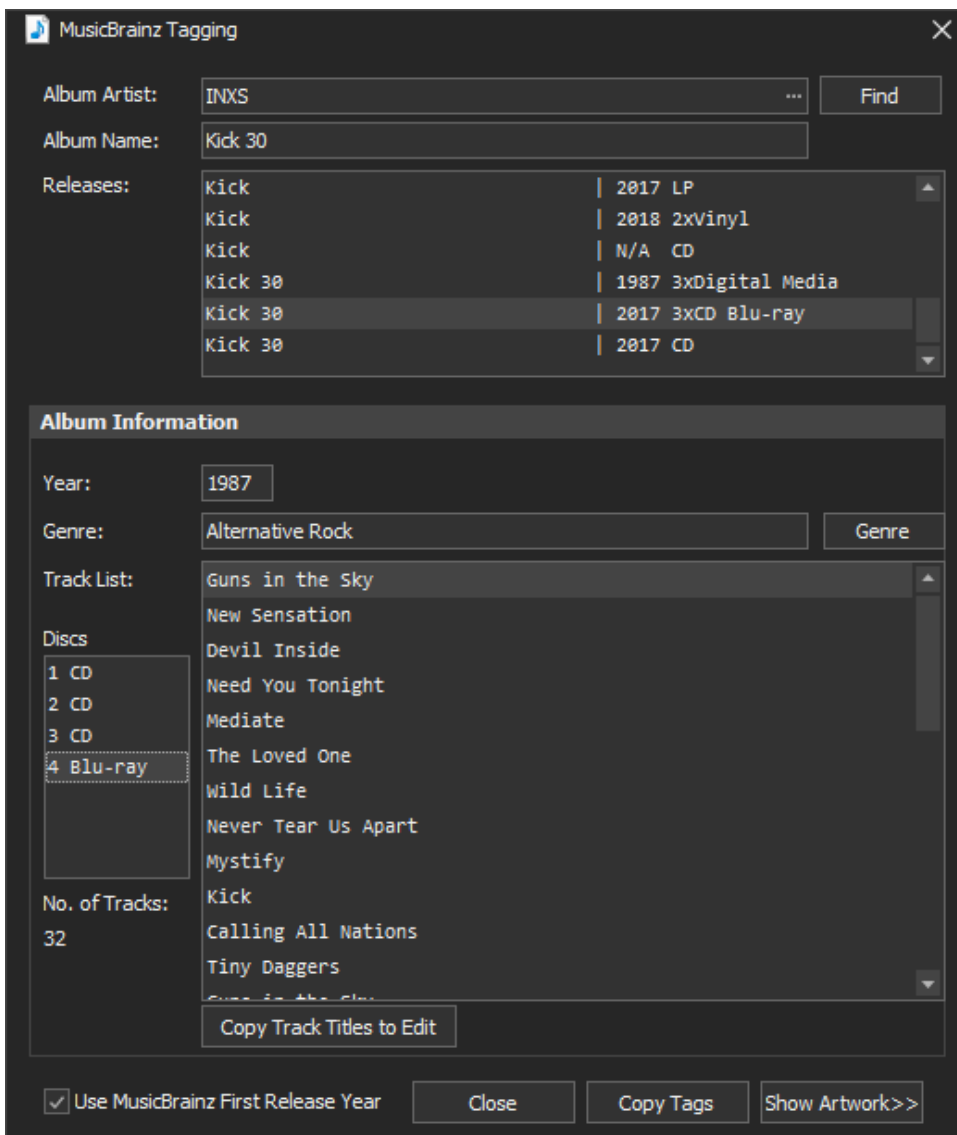 MusicBrainz Tagging
Album Artist: INXS ... Find
Album Name: Kick 30
Releases:
Kick | 2017 LP
Kick | 2018 2xVinyl
Kick | N/A CD
Kick 30 | 1987 3xDigital Media
Kick 30 | 2017 3xCD Blu-ray
Kick 30 | 2017 CD
Album Information
Year: 1987
Genre: Alternative Rock Genre
Track List:
Guns in the Sky
New Sensation
Devil Inside
Need You Tonight
Mediate
The Loved One
Wild Life
Never Tear Us Apart
Mystify
Kick
Calling All Nations
Tiny Daggers
Guns in the Sky
Discs
1 CD
2 CD
3 CD
4 Blu-ray
No. of Tracks:
32
Copy Track Titles to Edit
Use MusicBrainz First Release Year Close Copy Tags Show Artwork>>